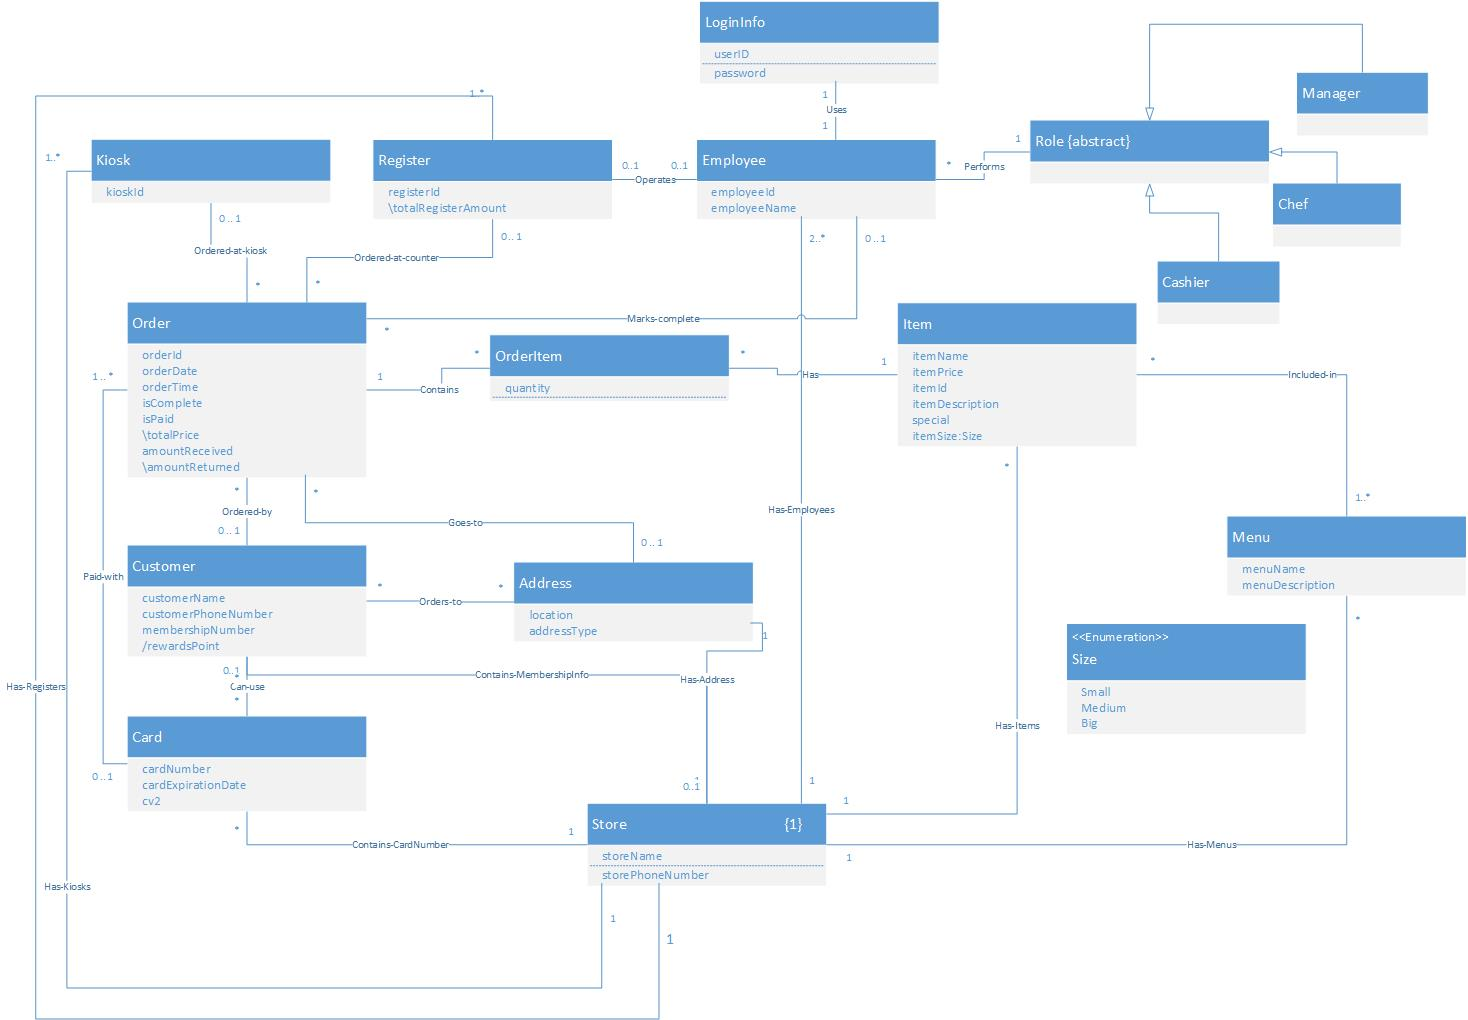 LoginInfo
userID
password
1
Uses
1
Manager
Role {abstract}
1
*
Performs
Chef
Cashier
1..*
1..*
Kiosk
kioskId
0..1
Ordered-at-kiosk
*
Register
registerId
\totalRegisterAmount
0..1
Ordered-at-counter
*
0..1
0..1
Operates
Employee
employeeId
employeeName
2..*
0..1
Marks-complete
*
Order
orderId
orderDate
orderTime
isComplete
isPaid
\totalPrice
amountReceived
\amountReturned
1..*
1
Contains
*
OrderItem
quantity
*
Has
1
Item
itemName
itemPrice
itemId
itemDescription
special
itemSize:Size
*
Included-in
1..*
*
Ordered-by
0..1
*
Goes-to
0..1
Has-Employees
*
Menu
menuName
menuDescription
*
Customer
customerName
customerPhoneNumber
membershipNumber
/rewardsPoint
Paid-with
*
Orders-to
*
Address
location
addressType
1
<<Enumeration>>
Size
Small
Medium
Big
0..1
*
Can-use
*
Contains-MembershipInfo
Has-Address
Has-Registers
Has-Items
Card
cardNumber
cardExpirationDate
cv2
0..1
*
Contains-CardNumber
1
0..1
1
1
Store {1}
storeName
storePhoneNumber
1
Has-Menus
Has-Kiosks
1
1